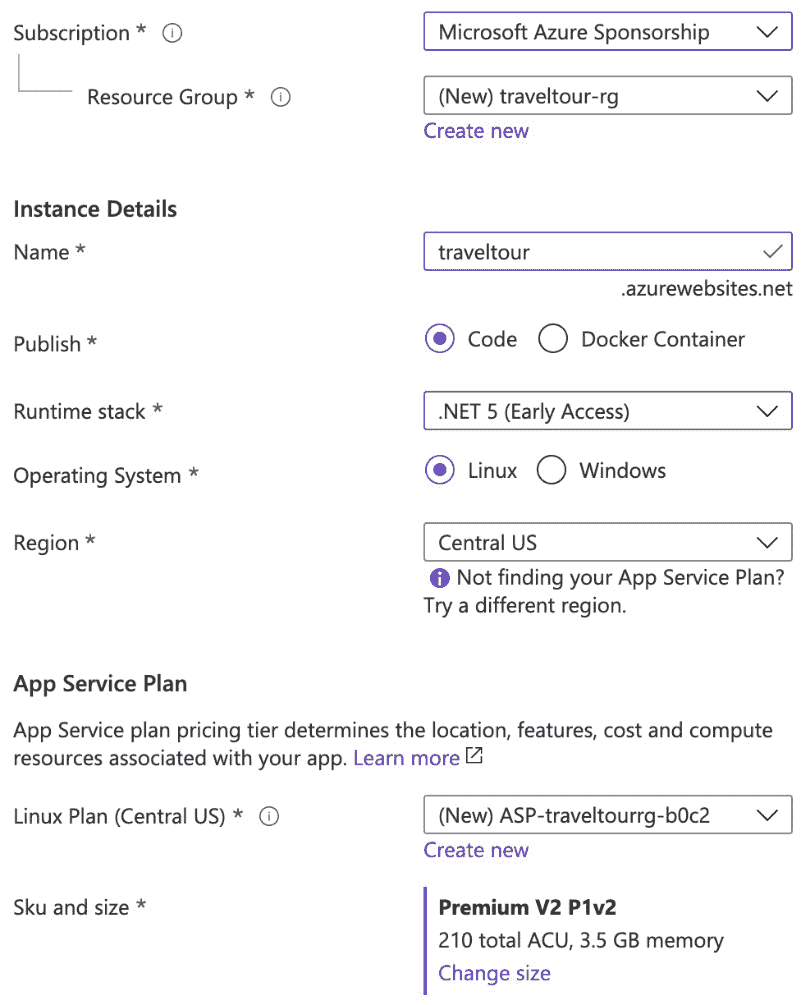 Subscription * Microsoft Azure Sponsorship
Resource Group * (New) traveltour-rg
Create new
Instance Details
Name * traveltour
.azurewebsites.net
Publish * Code Docker Container
Runtime stack * .NET 5 (Early Access)
Operating System * Linux Windows
Region * Central US
Not finding your App Service Plan?
Try a different region.
App Service Plan
App Service plan pricing tier determines the location, features, cost and compute
resources associated with your app. Learn more
Linux Plan (Central US) * (New) ASP-traveltourrg-b0c2
Create new
Sku and size * Premium V2 P1v2
210 total ACU, 3.5 GB memory
Change size